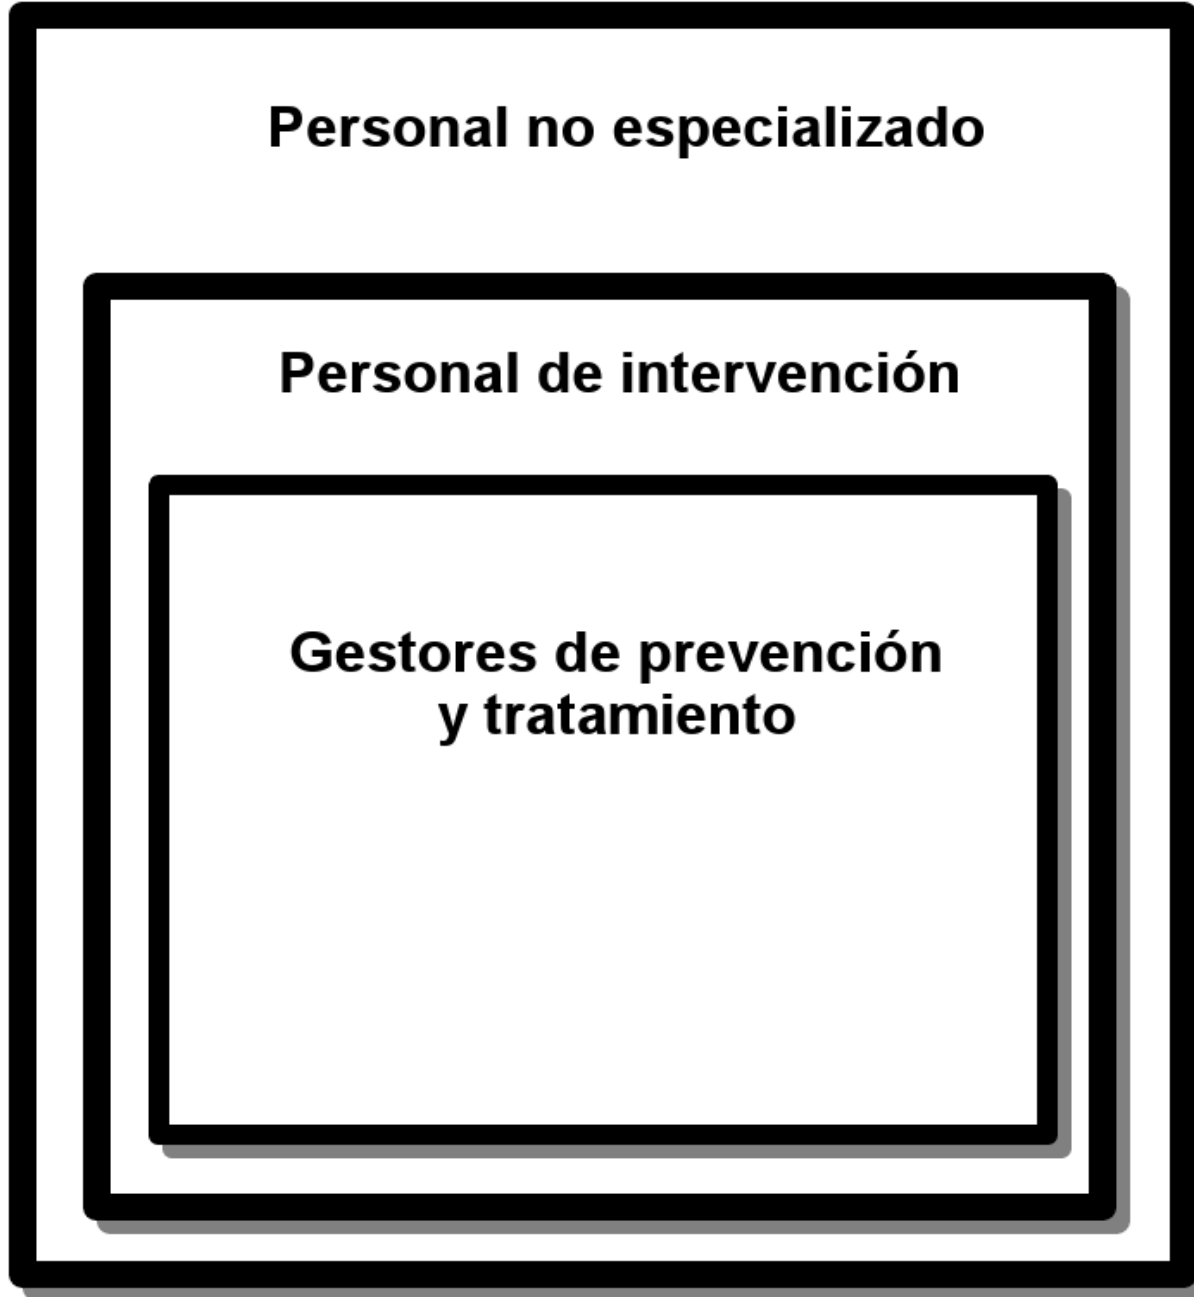 Personal no especializado
Personal de intervención
Gestores de prevención
y tratamiento